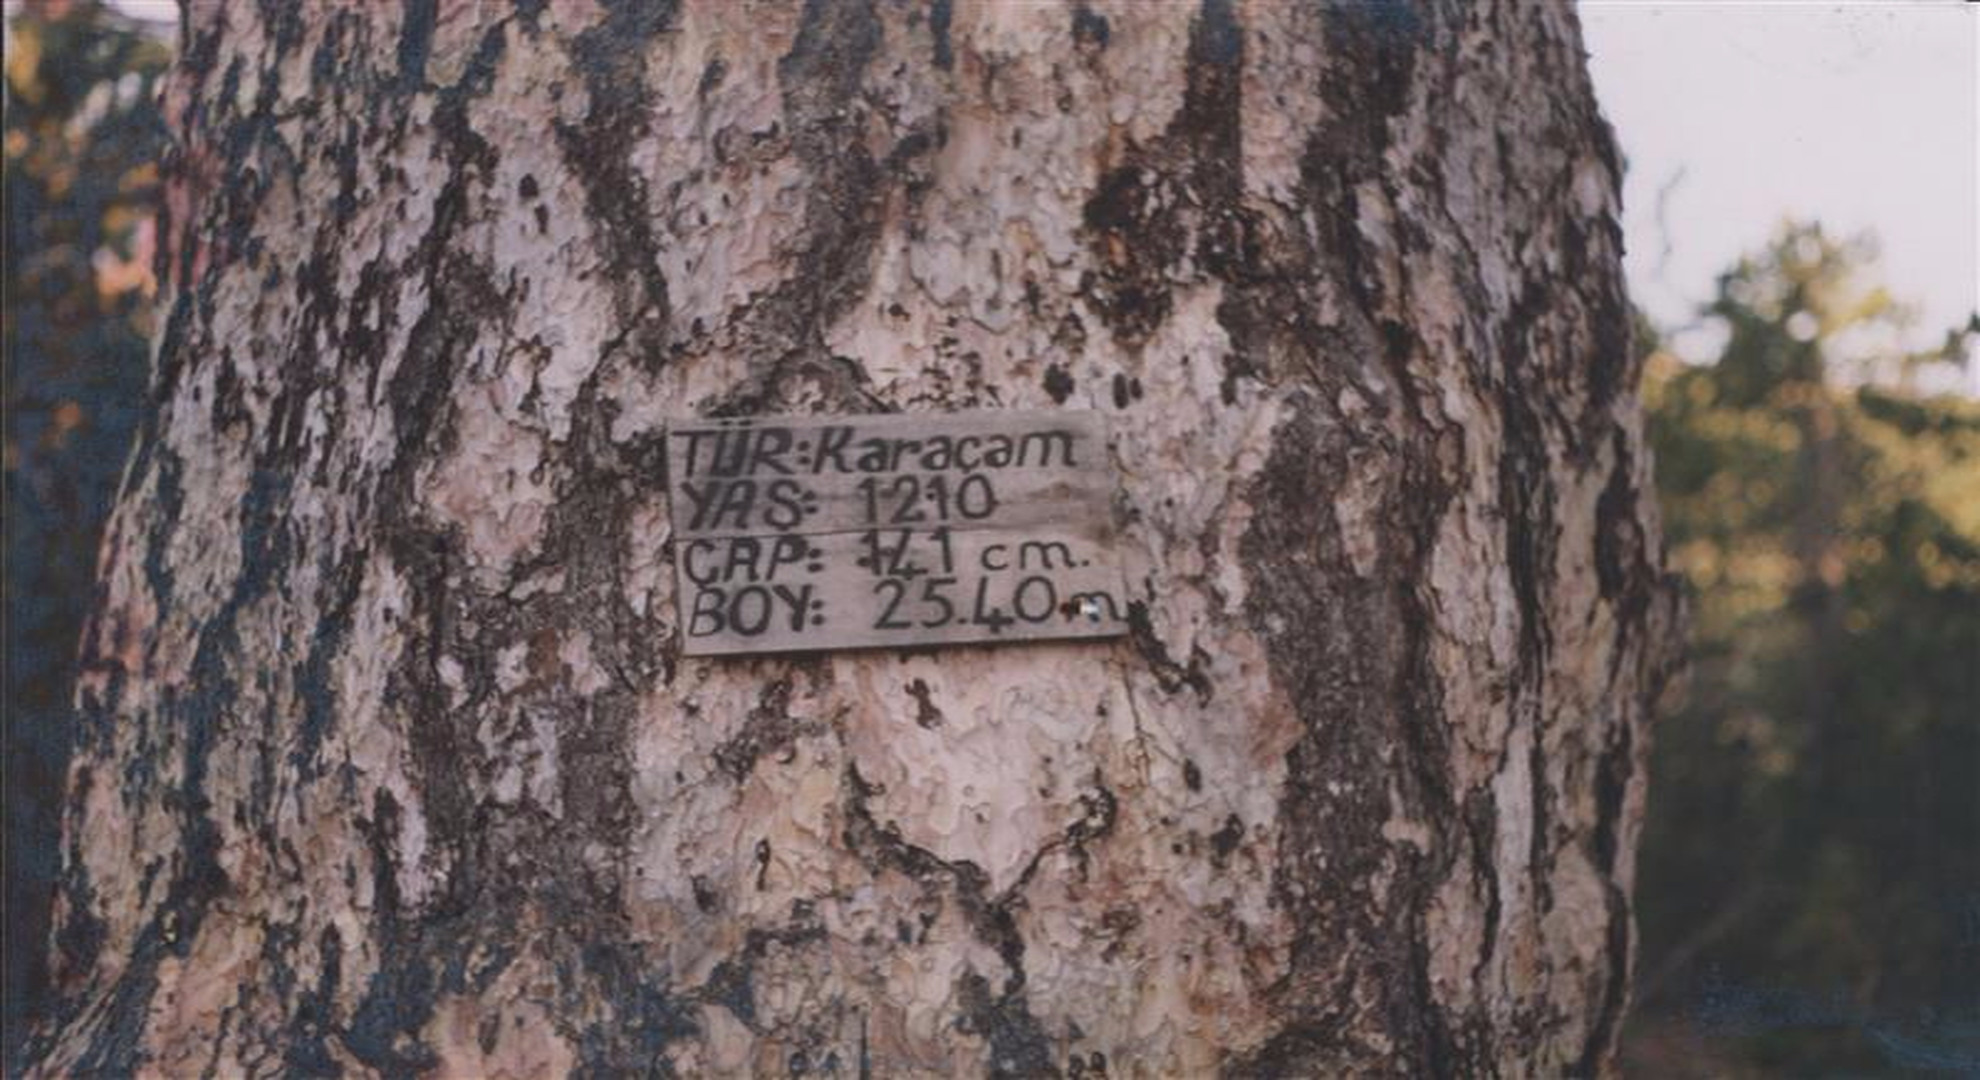 TÜR: Karaçam
YAŞ: 1210
ÇAP: 141 cm.
BOY: 25.40 m